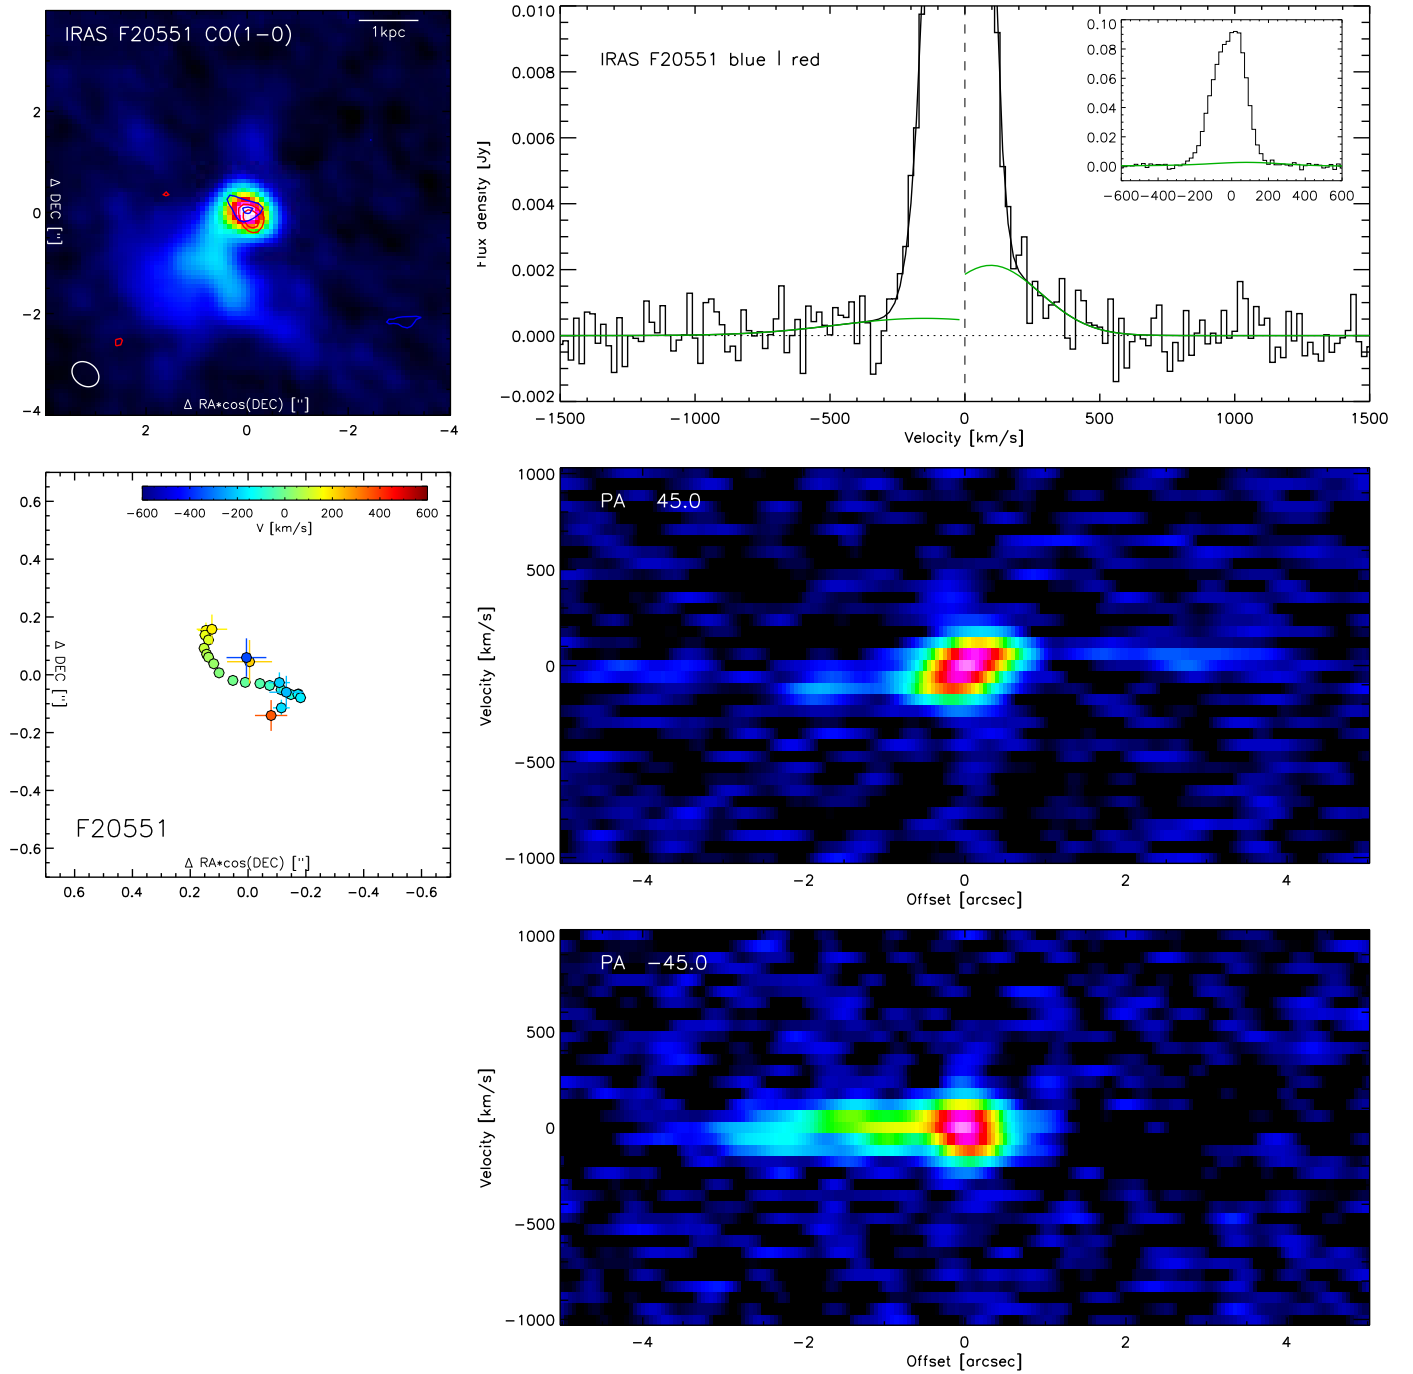 IRAS F20551 CO(1−0)
1kpc
2
0
−2
−4
Δ DEC ["]
Δ RA*cos(DEC) ["]
2 0 −2 −4
IRAS F20551 blue | red
0.010
0.008
0.006
0.004
0.002
0.000
−0.002
Flux density [Jy]
−1500 −1000 −500 0 500 1000 1500
Velocity [km/s]
0.10
0.08
0.06
0.04
0.02
0.00
−600 −400 −200 0 200 400 600
−600 −400 −200 0 200 400 600
V [km/s]
0.6
0.4
0.2
0.0
−0.2
−0.4
−0.6
Δ DEC ["]
F20551
Δ RA*cos(DEC) ["]
0.6 0.4 0.2 0.0 −0.2 −0.4 −0.6
PA 45.0
1000
500
0
−500
−1000
Velocity [km/s]
−4 −2 0 2 4
Offset [arcsec]
PA −45.0
1000
500
0
−500
−1000
Velocity [km/s]
−4 −2 0 2 4
Offset [arcsec]